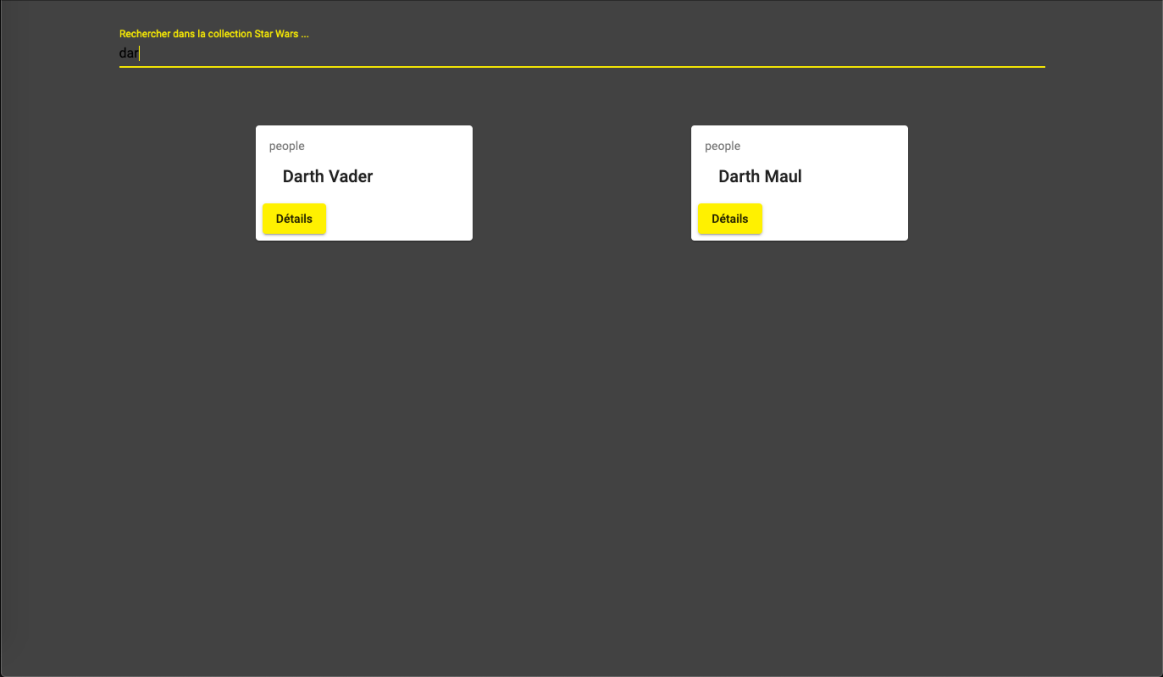 Rechercher dans la collection Star Wars ...
dar
people
Darth Vader
Détails
people
Darth Maul
Détails